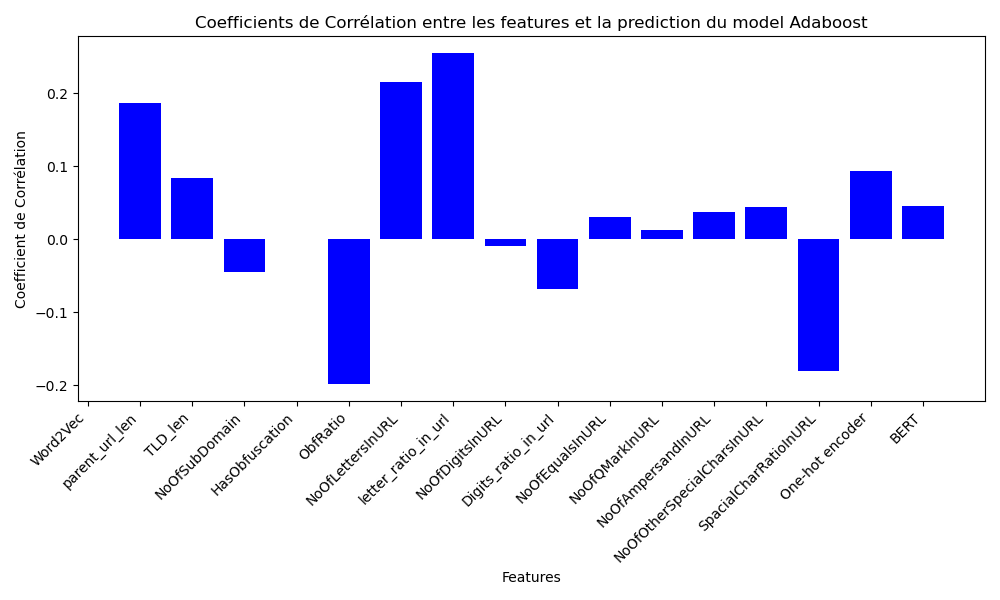 Coefficients de Corrélation entre les features et la prediction du model Adaboost
Coefficient de Corrélation
0.2
0.1
0.0
−0.1
−0.2
Word2Vec
parent_url_len
TLD_len
NoOfSubDomain
HasObfuscation
ObfRatio
NoOfLettersInURL
letter_ratio_in_url
NoOfDigitsInURL
Digits_ratio_in_url
NoOfEqualsInURL
NoOfQMarkInURL
NoOfAmpersandInURL
NoOfOtherSpecialCharsInURL
SpacialCharRatioInURL
One-hot encoder
BERT
Features